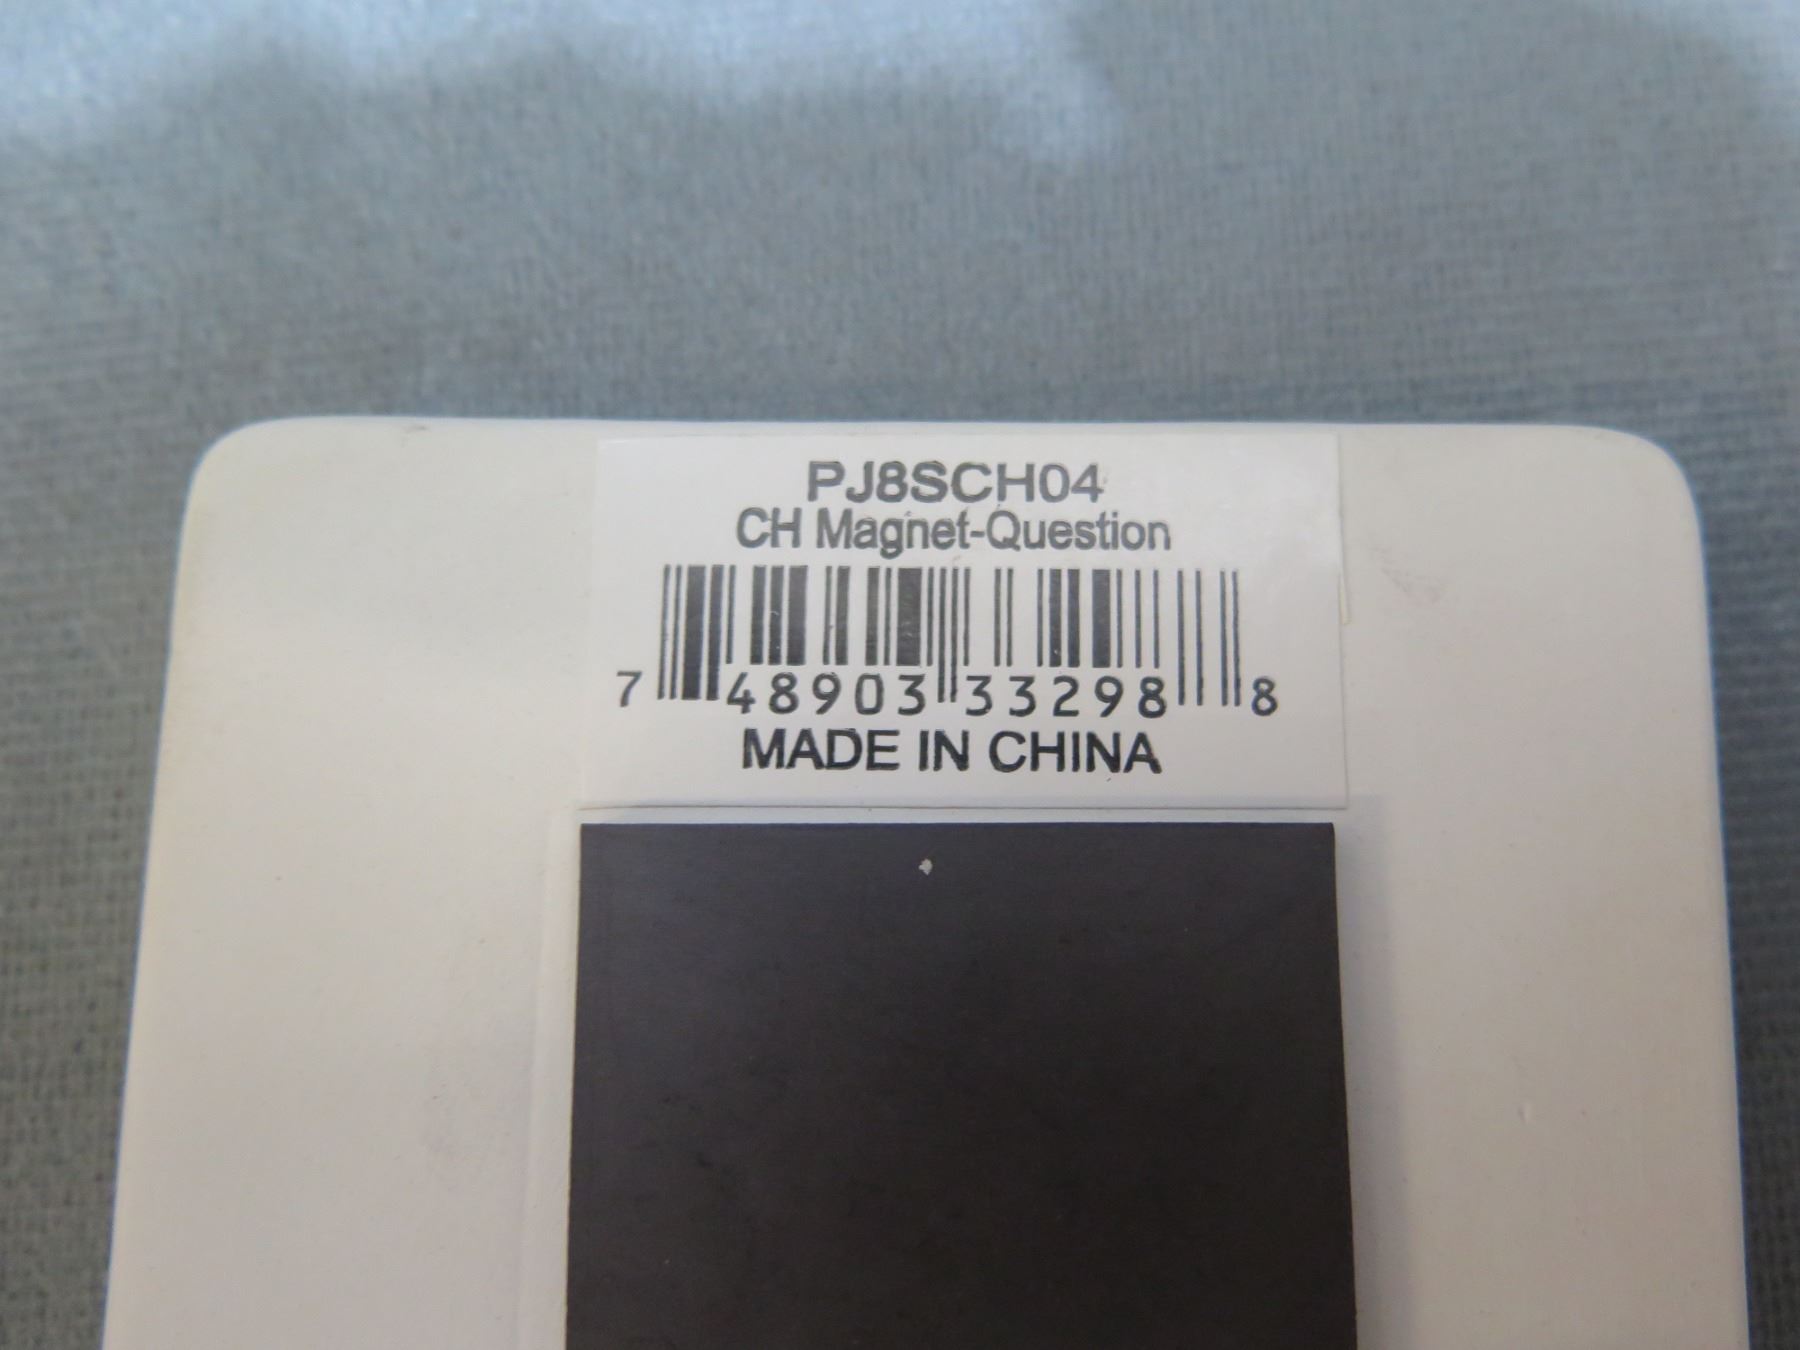 PJ8SCH04
CH Magnet-Question
7 48903 33298 8
MADE IN CHINA